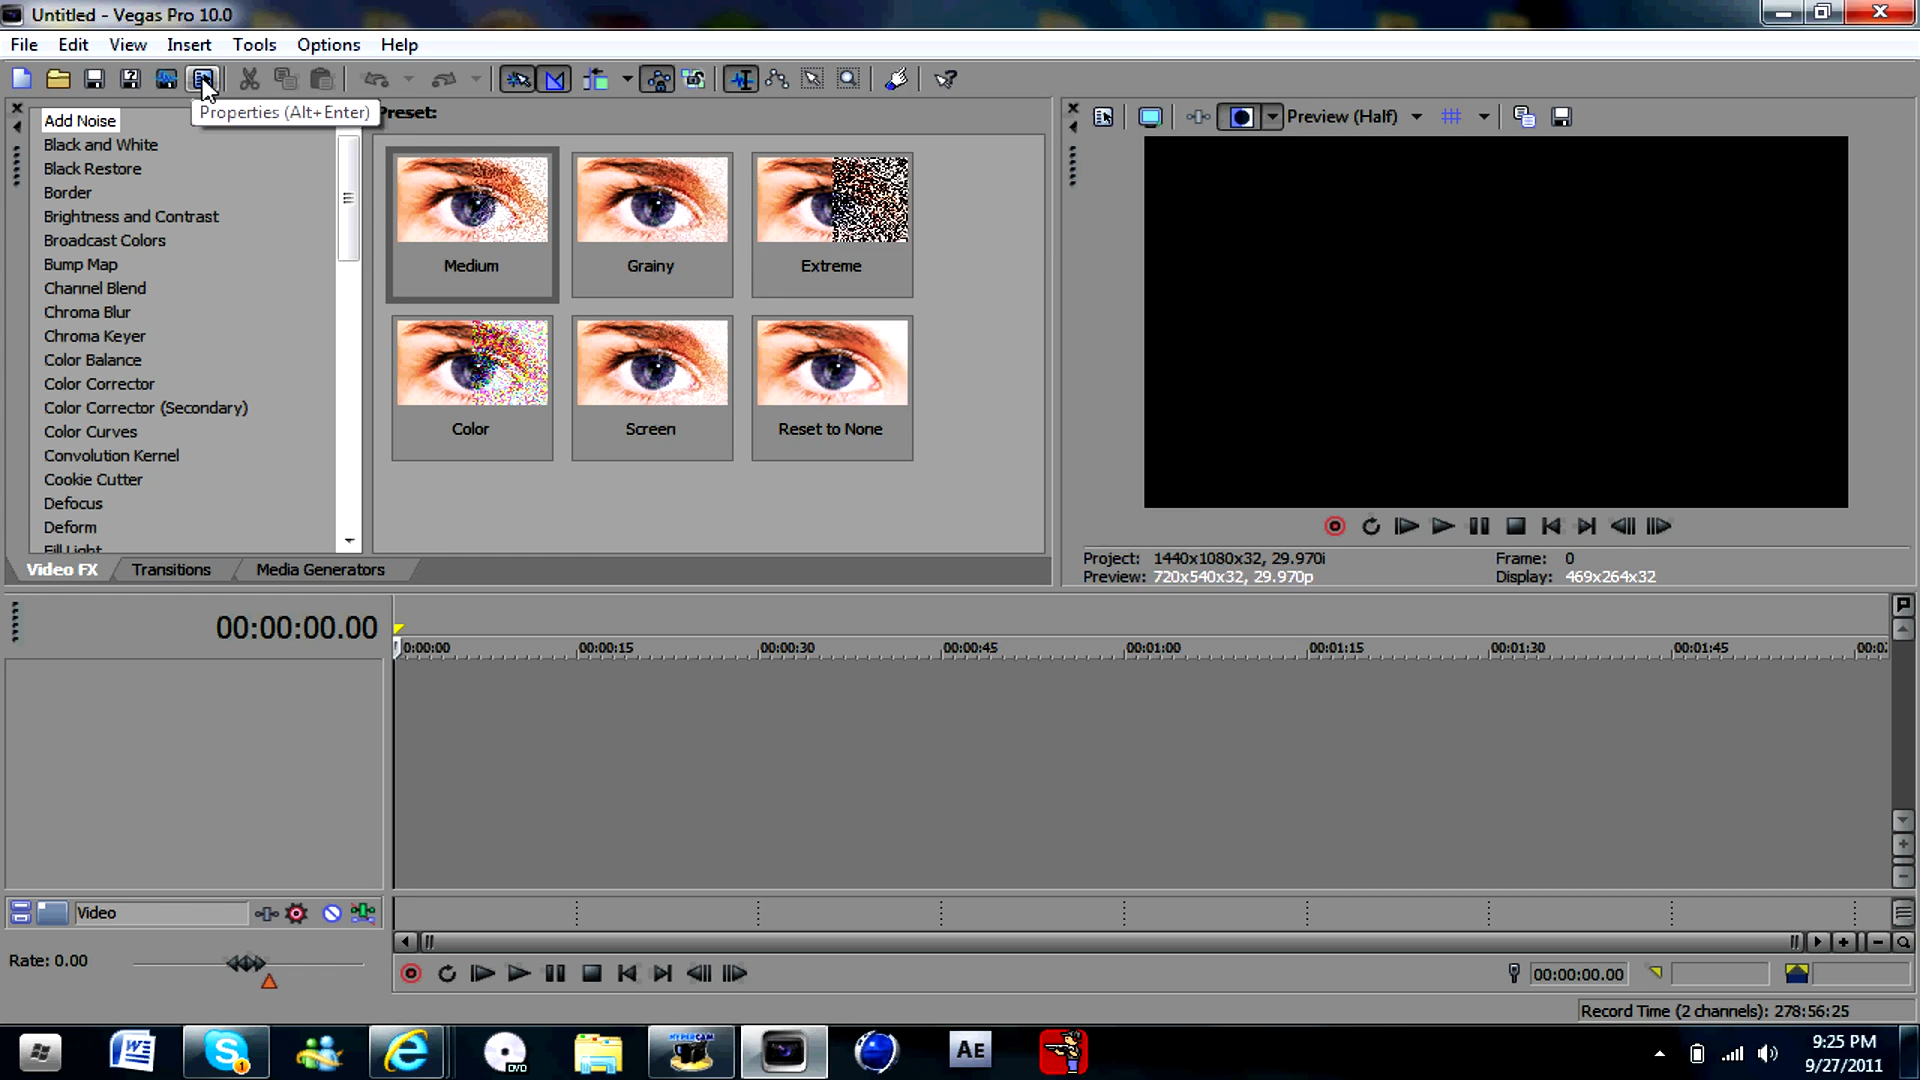 Untitled - Vegas Pro 10.0
File Edit View Insert Tools Options Help
Properties (Alt+Enter)
Preset:
Add Noise
Black and White
Black Restore
Border
Brightness and Contrast
Broadcast Colors
Bump Map
Channel Blend
Chroma Blur
Chroma Keyer
Color Balance
Color Corrector
Color Corrector (Secondary)
Color Curves
Convolution Kernel
Cookie Cutter
Defocus
Deform
Fill Light
Medium Grainy Extreme
Color Screen Reset to None
Video FX Transitions Media Generators
Preview (Half)
Project: 1440x1080x32, 29.970i Frame: 0
Preview: 720x540x32, 29.970p Display: 469x264x32
00:00:00.00
0:00:00 00:00:15 00:00:30 00:00:45 00:01:00 00:01:15 00:01:30 00:01:45
Video
Rate: 0.00
00:00:00.00
Record Time (2 channels): 278:56:25
W
S
1
e
DVD
HYPERCAM
AE
9:25 PM
9/27/2011